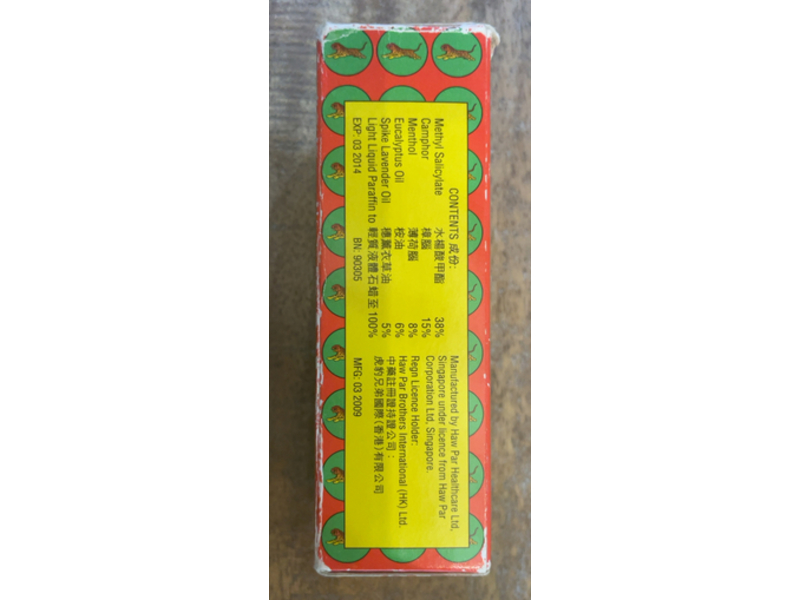 CONTENTS 成份:
Methyl Salicylate 水楊酸甲酯 38%
Camphor 樟腦 15%
Menthol 薄荷腦 8%
Eucalyptus Oil 桉油 6%
Spike Lavender Oil 穗薰衣草油 5%
Light Liquid Paraffin to 輕質液體石蠟至 100%
EXP: 03 2014 BN: 90305 MFG: 03 2009
Manufactured by Haw Par Healthcare Ltd,
Singapore under licence from Haw Par
Corporation Ltd, Singapore.
Regn Licence Holder:
Haw Par Brothers International (HK) Ltd.
中藥註冊證持證公司:
虎豹兄弟國際(香港)有限公司